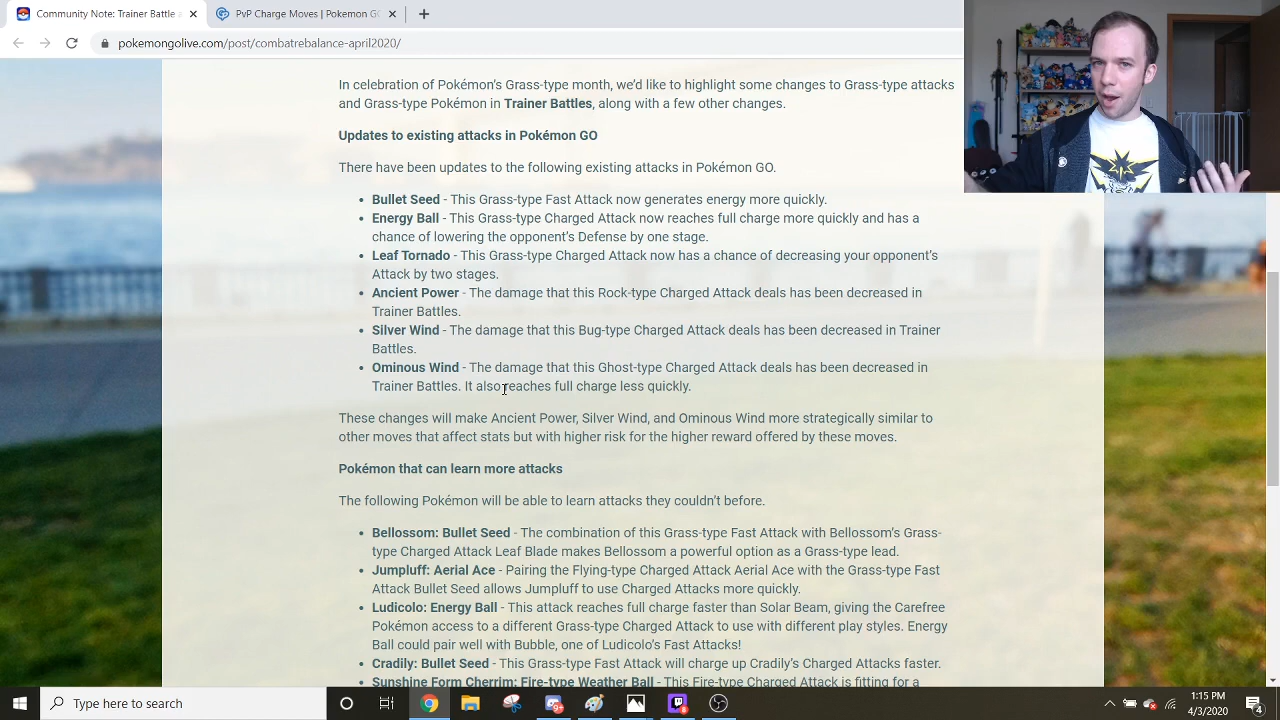 Community Note: Trainer Battle
PvP Charge Moves | Pokemon GO
pokemongolive.com/post/combatrebalance-april2020/
In celebration of Pokémon's Grass-type month, we'd like to highlight some changes to Grass-type attacks
and Grass-type Pokémon in Trainer Battles, along with a few other changes.
Updates to existing attacks in Pokémon GO
There have been updates to the following existing attacks in Pokémon GO.
• Bullet Seed - This Grass-type Fast Attack now generates energy more quickly.
• Energy Ball - This Grass-type Charged Attack now reaches full charge more quickly and has a
chance of lowering the opponent's Defense by one stage.
• Leaf Tornado - This Grass-type Charged Attack now has a chance of decreasing your opponent's
Attack by two stages.
• Ancient Power - The damage that this Rock-type Charged Attack deals has been decreased in
Trainer Battles.
• Silver Wind - The damage that this Bug-type Charged Attack deals has been decreased in Trainer
Battles.
• Ominous Wind - The damage that this Ghost-type Charged Attack deals has been decreased in
Trainer Battles. It also reaches full charge less quickly.
These changes will make Ancient Power, Silver Wind, and Ominous Wind more strategically similar to
other moves that affect stats but with higher risk for the higher reward offered by these moves.
Pokémon that can learn more attacks
The following Pokémon will be able to learn attacks they couldn't before.
• Bellossom: Bullet Seed - The combination of this Grass-type Fast Attack with Bellossom's Grass-
type Charged Attack Leaf Blade makes Bellossom a powerful option as a Grass-type lead.
• Jumpluff: Aerial Ace - Pairing the Flying-type Charged Attack Aerial Ace with the Grass-type Fast
Attack Bullet Seed allows Jumpluff to use Charged Attacks more quickly.
• Ludicolo: Energy Ball - This attack reaches full charge faster than Solar Beam, giving the Carefree
Pokémon access to a different Grass-type Charged Attack to use with different play styles. Energy
Ball could pair well with Bubble, one of Ludicolo's Fast Attacks!
• Cradily: Bullet Seed - This Grass-type Fast Attack will charge up Cradily's Charged Attacks faster.
• Sunshine Form Cherrim: Fire-type Weather Ball - This Fire-type Charged Attack is fitting for a
Type here to search
1:15 PM
4/3/2020
4